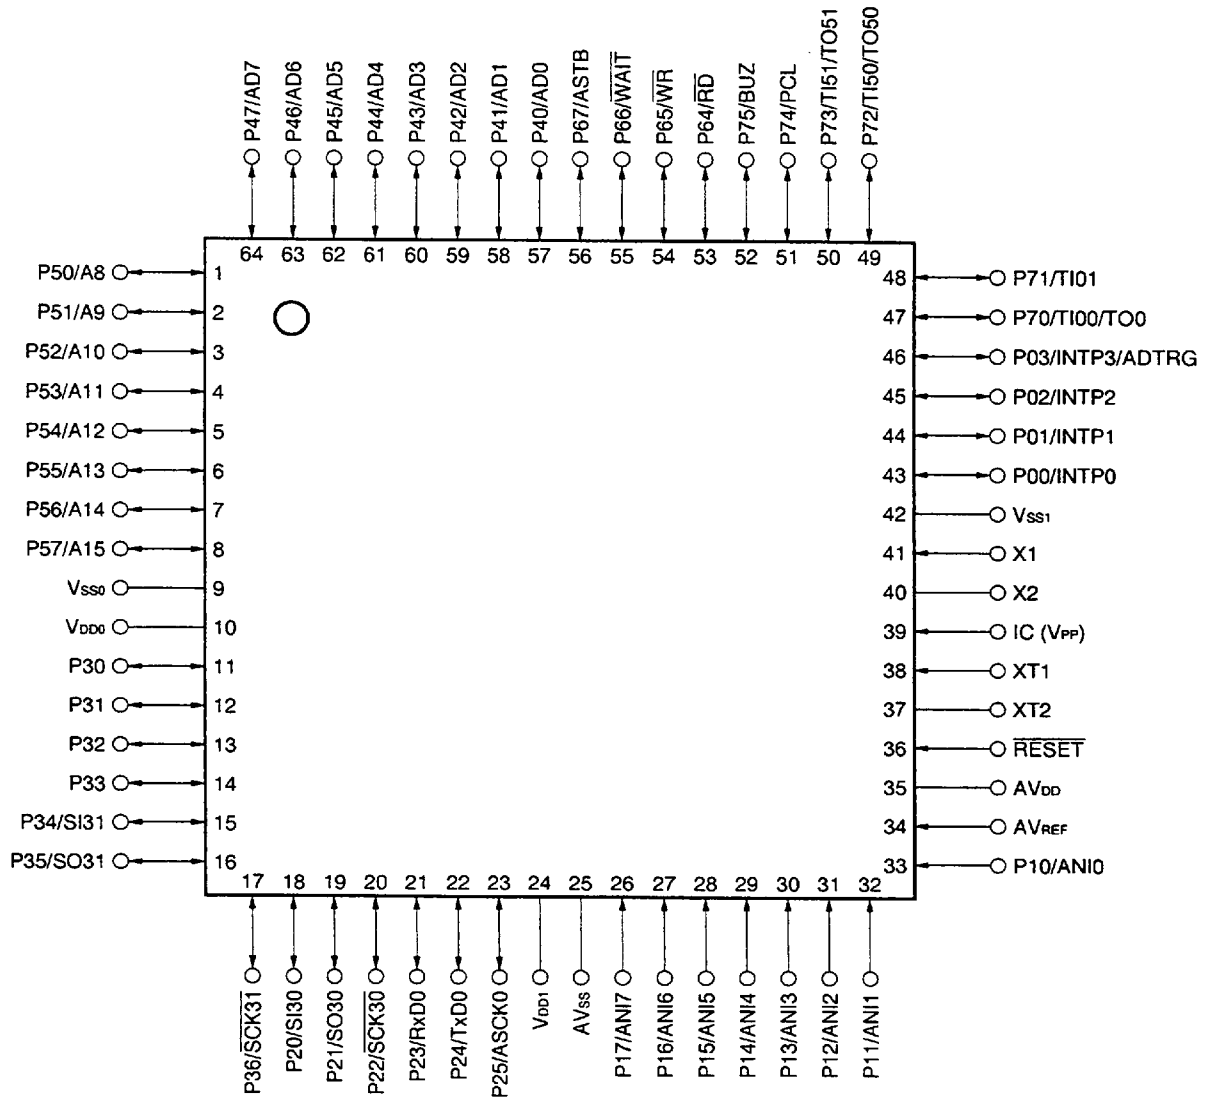 P47/AD7
P46/AD6
P45/AD5
P44/AD4
P43/AD3
P42/AD2
P41/AD1
P40/AD0
P67/ASTB
P66/WAIT
P65/WR
P64/RD
P75/BUZ
P74/PCL
P73/TI51/TO51
P72/TI50/TO50
64 63 62 61 60 59 58 57 56 55 54 53 52 51 50 49
P50/A8 1
P51/A9 2
P52/A10 3
P53/A11 4
P54/A12 5
P55/A13 6
P56/A14 7
P57/A15 8
VSS0 9
VDD0 10
P30 11
P31 12
P32 13
P33 14
P34/SI31 15
P35/SO31 16
48 P71/TI01
47 P70/TI00/TO0
46 P03/INTP3/ADTRG
45 P02/INTP2
44 P01/INTP1
43 P00/INTP0
42 VSS1
41 X1
40 X2
39 IC (VPP)
38 XT1
37 XT2
36 RESET
35 AVDD
34 AVREF
33 P10/ANI0
17 18 19 20 21 22 23 24 25 26 27 28 29 30 31 32
P36/SCK31
P20/SI30
P21/SO30
P22/SCK30
P23/RxD0
P24/TxD0
P25/ASCK0
VDD1
AVSS
P17/ANI7
P16/ANI6
P15/ANI5
P14/ANI4
P13/ANI3
P12/ANI2
P11/ANI1